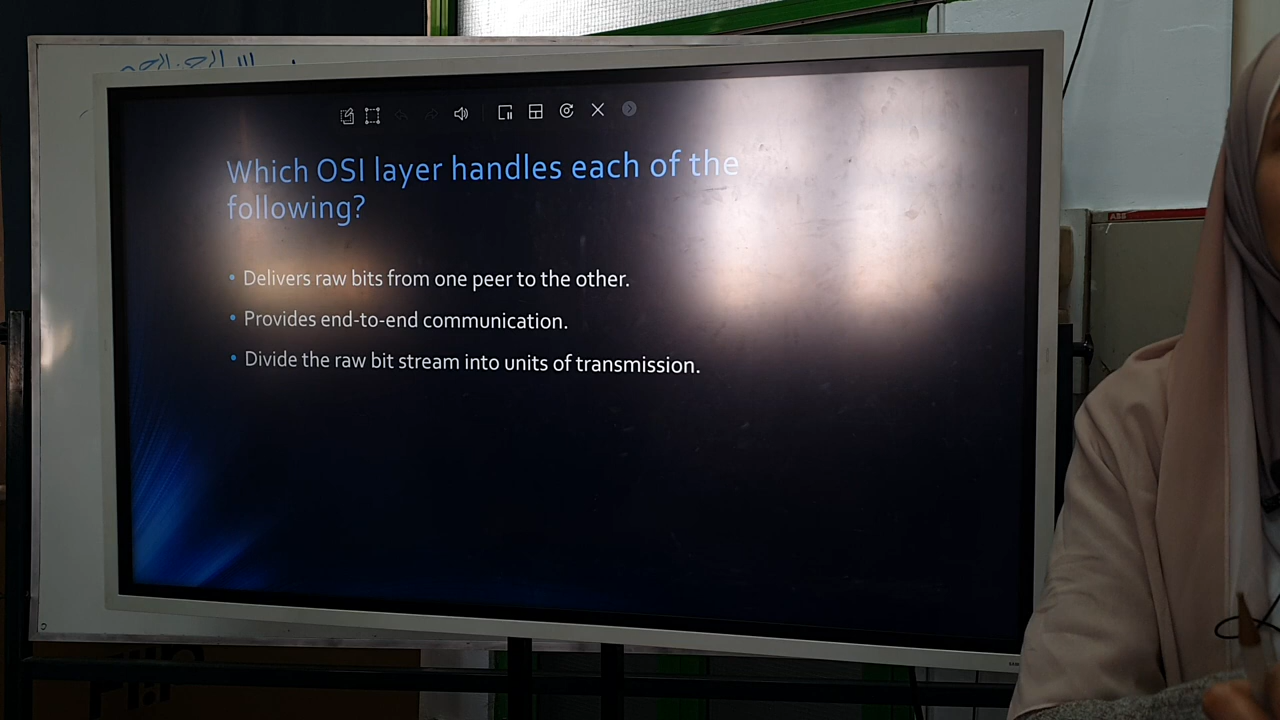 Which OSI layer handles each of the
following?
• Delivers raw bits from one peer to the other.
• Provides end-to-end communication.
• Divide the raw bit stream into units of transmission.
ABB